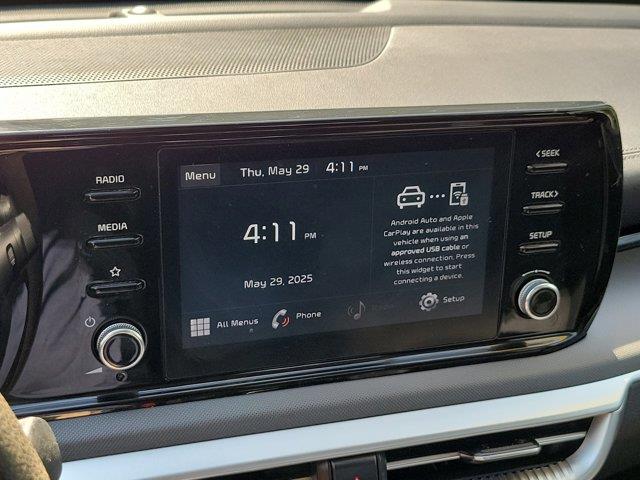 RADIO
MEDIA
Menu
Thu, May 29 4:11 PM
4:11 PM
May 29, 2025
Android Auto and Apple
CarPlay are available in this
vehicle when using an
approved USB cable or
wireless connection. Press
this widget to start
connecting a device.
All Menus
Phone
Setup
<SEEK
TRACK>
SETUP